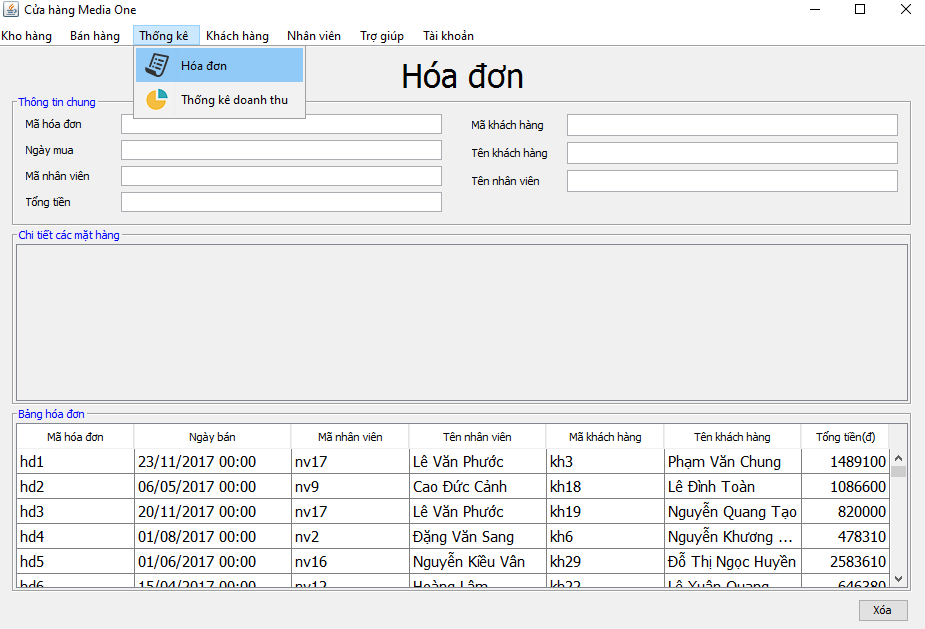 Cửa hàng Media One
Kho hàng Bán hàng Thống kê Khách hàng Nhân viên Trợ giúp Tài khoản
Hóa đơn
Thống kê doanh thu
Hóa đơn
Thông tin chung
Mã hóa đơn
Ngày mua
Mã nhân viên
Tổng tiền
Mã khách hàng
Tên khách hàng
Tên nhân viên
Chi tiết các mặt hàng
Bảng hóa đơn
Mã hóa đơn Ngày bán Mã nhân viên Tên nhân viên Mã khách hàng Tên khách hàng Tổng tiền(đ)
hd1 23/11/2017 00:00 nv17 Lê Văn Phước kh3 Phạm Văn Chung 1489100
hd2 06/05/2017 00:00 nv9 Cao Đức Cảnh kh18 Lê Đình Toàn 1086600
hd3 20/11/2017 00:00 nv17 Lê Văn Phước kh19 Nguyễn Quang Tạo 820000
hd4 01/08/2017 00:00 nv2 Đặng Văn Sang kh6 Nguyễn Khương ... 478310
hd5 01/06/2017 00:00 nv16 Nguyễn Kiều Vân kh29 Đỗ Thị Ngọc Huyền 2583610
hd6 15/04/2017 00:00 nv12 Hoàng Lâm kh22 Lê Xuân Quang 646380
Xóa